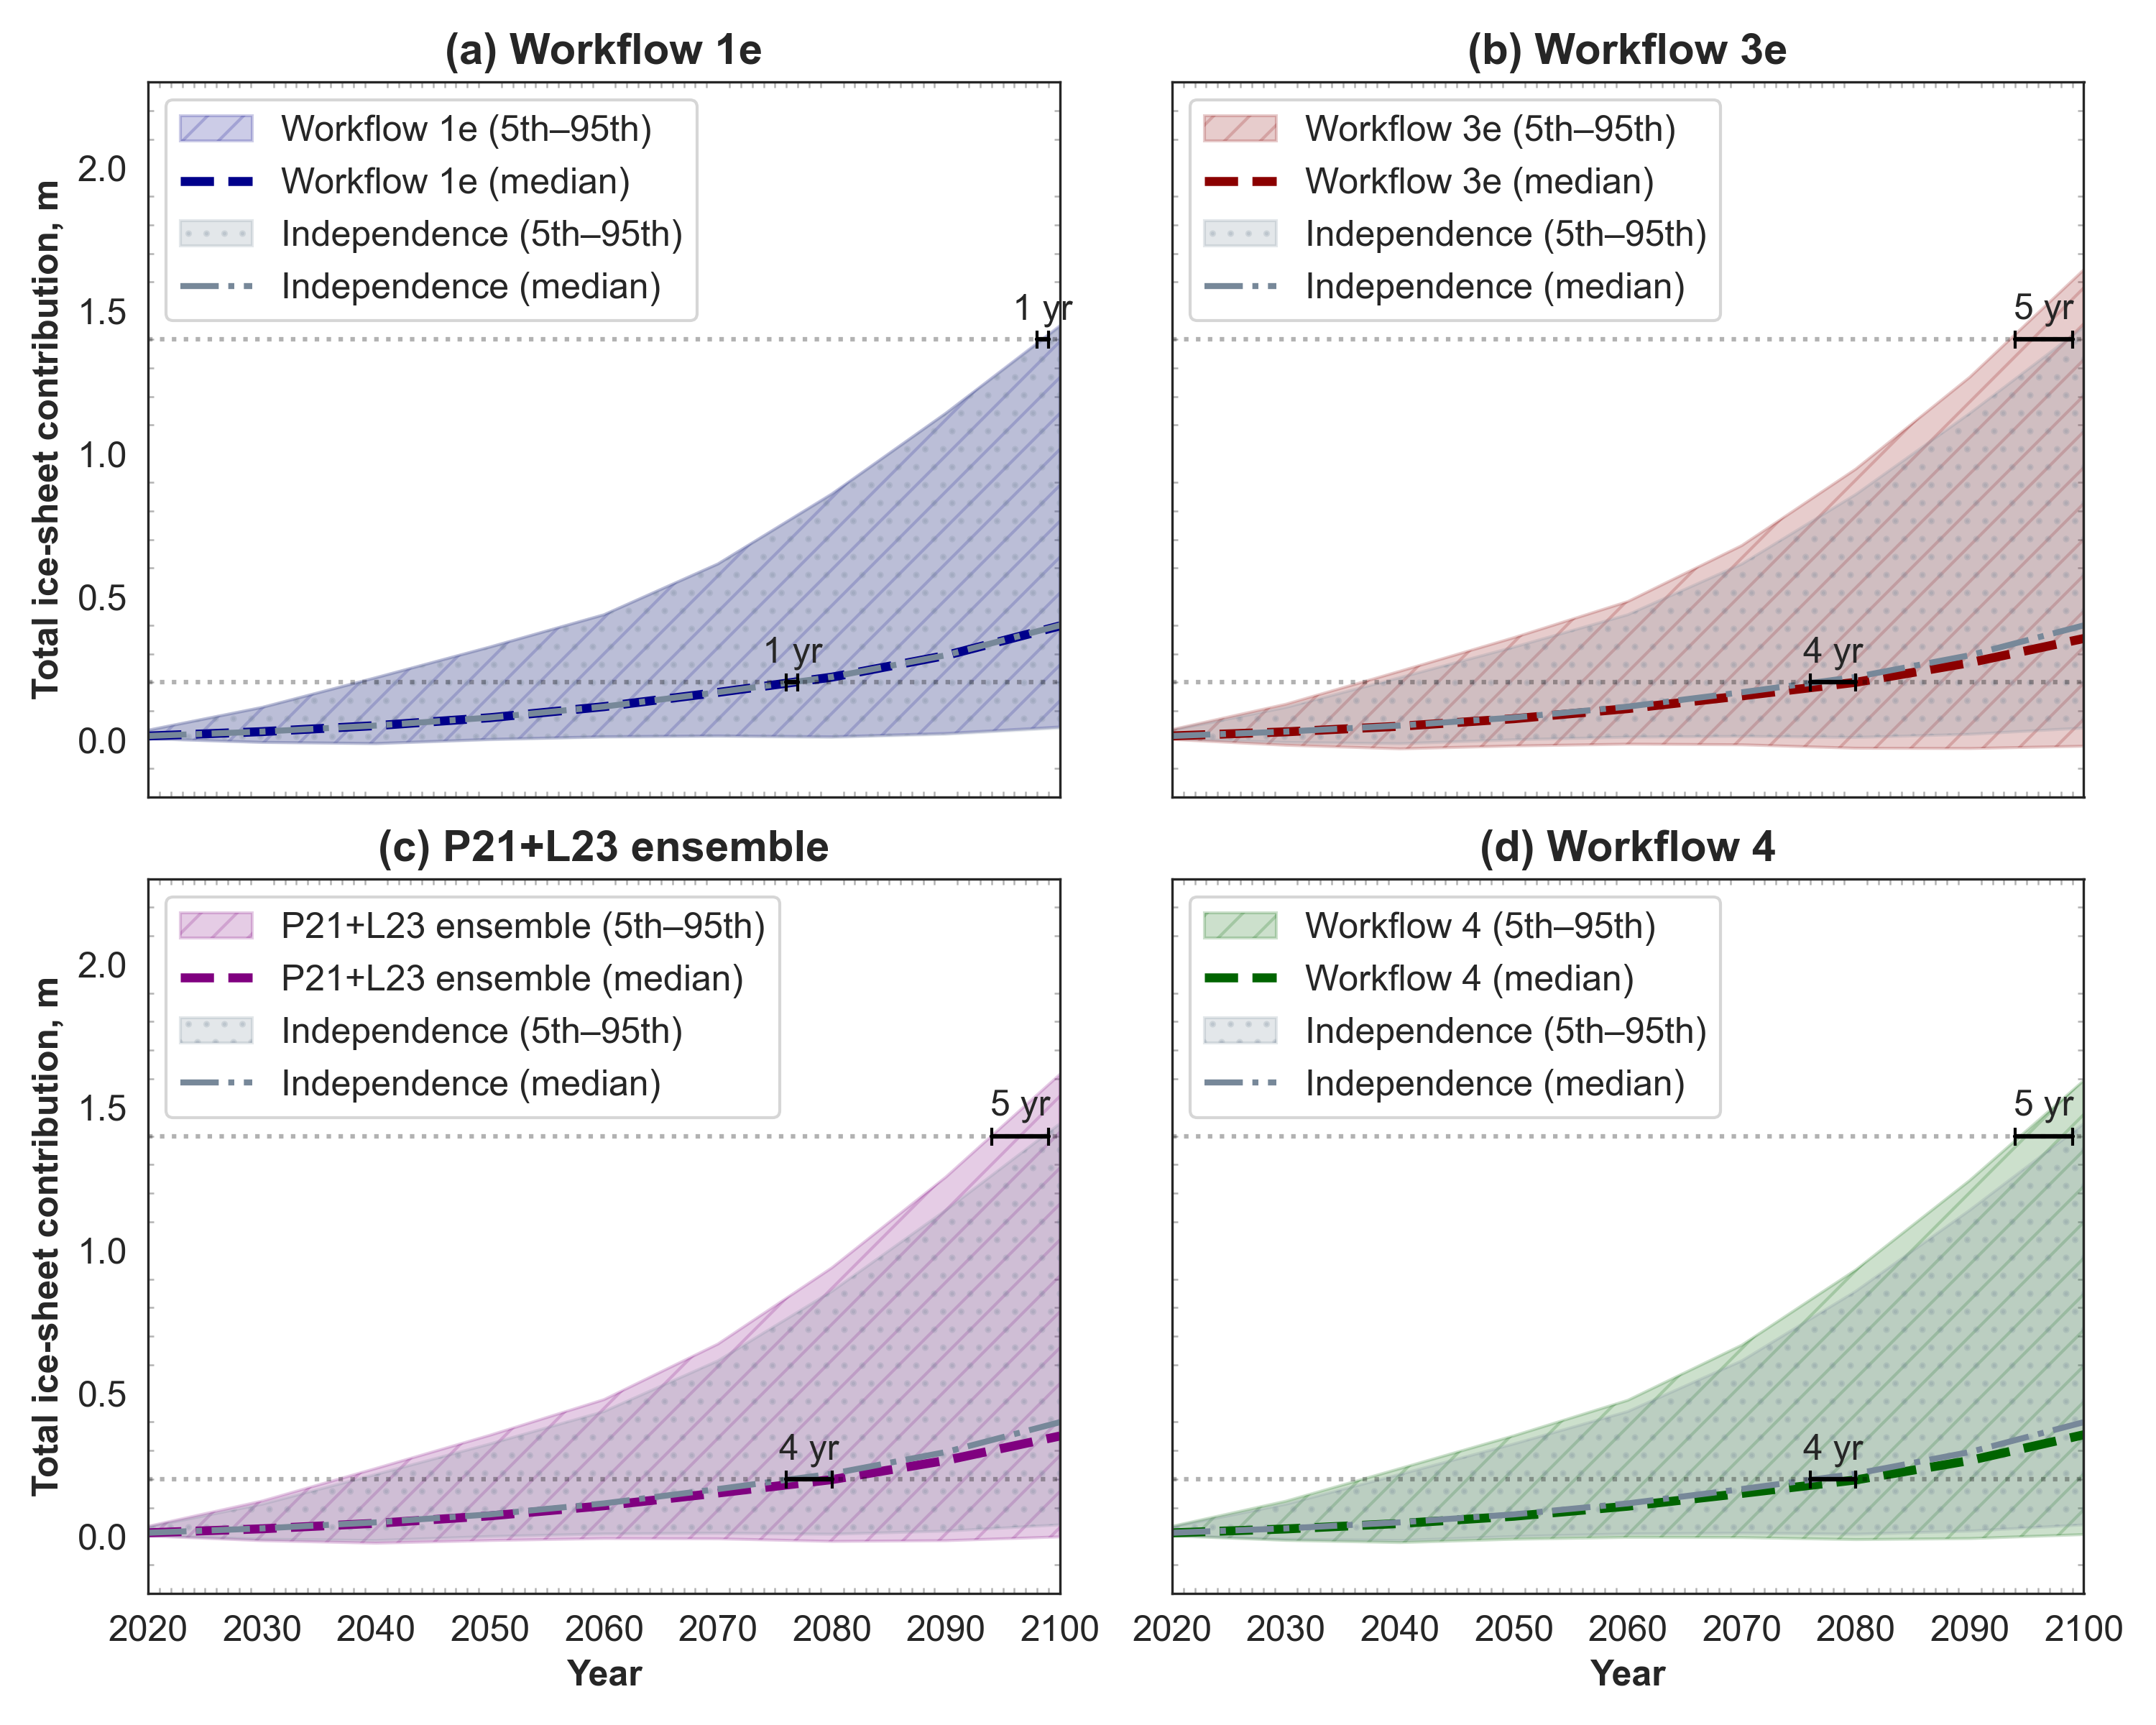 (a) Workflow 1e
Workflow 1e (5th–95th)
Workflow 1e (median)
Independence (5th–95th)
Independence (median)
1 yr
1 yr
2.0
1.5
1.0
0.5
0.0
Total ice-sheet contribution, m
(b) Workflow 3e
Workflow 3e (5th–95th)
Workflow 3e (median)
Independence (5th–95th)
Independence (median)
5 yr
4 yr
(c) P21+L23 ensemble
P21+L23 ensemble (5th–95th)
P21+L23 ensemble (median)
Independence (5th–95th)
Independence (median)
5 yr
4 yr
2.0
1.5
1.0
0.5
0.0
Total ice-sheet contribution, m
2020 2030 2040 2050 2060 2070 2080 2090 2100
Year
(d) Workflow 4
Workflow 4 (5th–95th)
Workflow 4 (median)
Independence (5th–95th)
Independence (median)
5 yr
4 yr
2020 2030 2040 2050 2060 2070 2080 2090 2100
Year